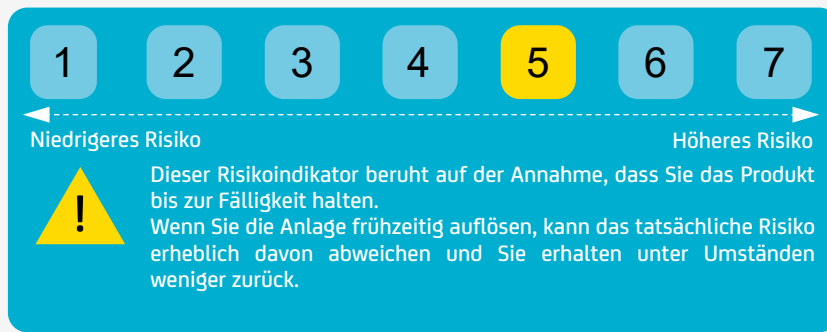 1 2 3 4 5 6 7
Niedrigeres Risiko Höheres Risiko
!
Dieser Risikoindikator beruht auf der Annahme, dass Sie das Produkt
bis zur Fälligkeit halten.
Wenn Sie die Anlage frühzeitig auflösen, kann das tatsächliche Risiko
erheblich davon abweichen und Sie erhalten unter Umständen
weniger zurück.